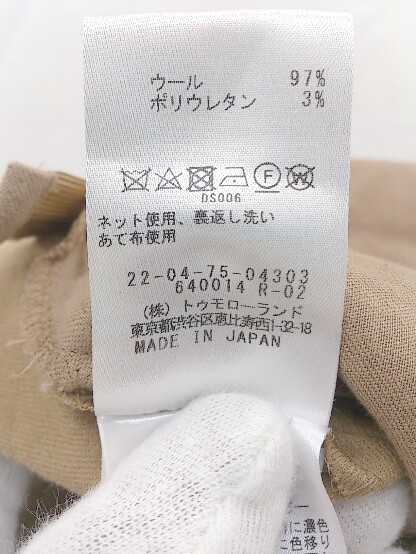 ウール 97%
ポリウレタン 3%
DS006
ネット使用、裏返し洗い
あて布使用
22-04-75-04303
640014 R-02
(株) トゥモローランド
東京都渋谷区恵比寿西1-32-18
MADE IN JAPAN
に濃色
色移り